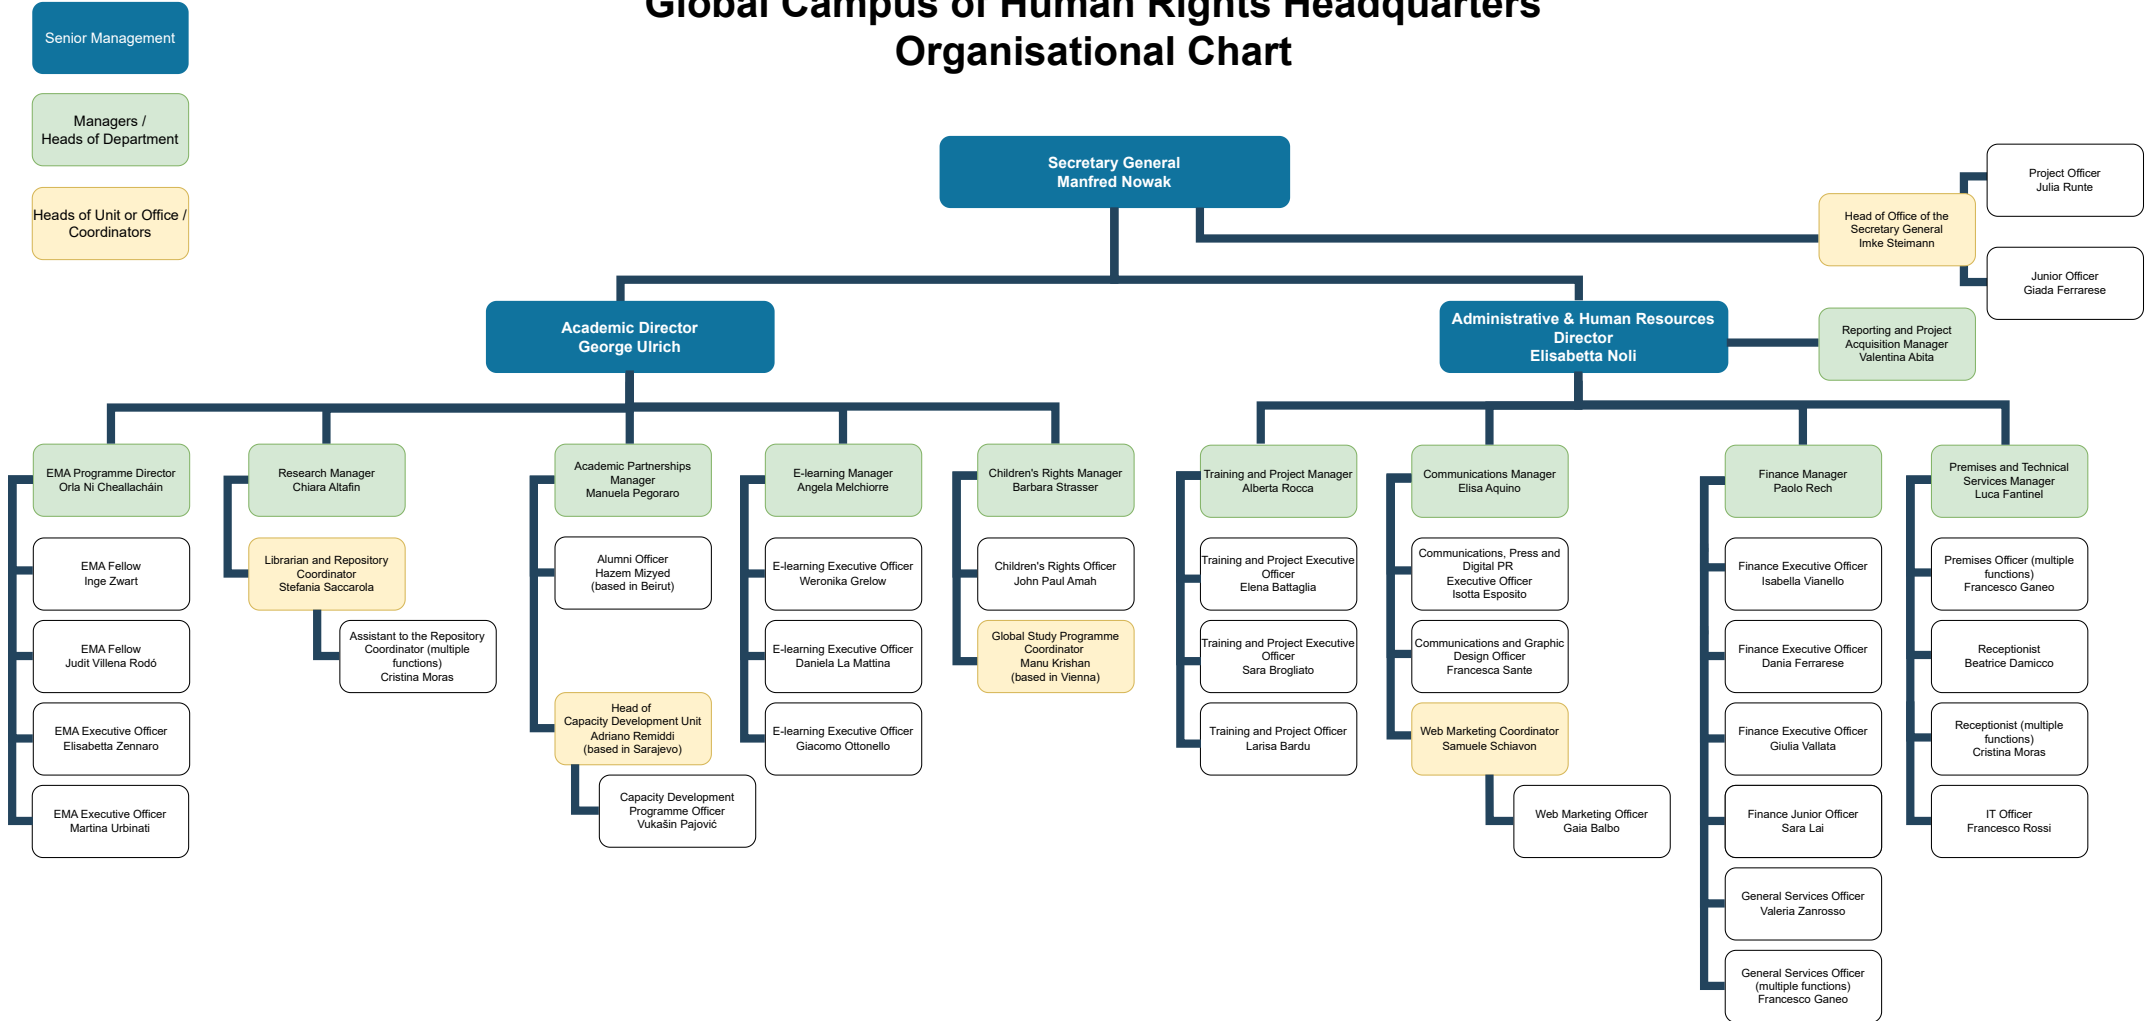 Global Campus of Human Rights Headquarters
Organisational Chart
Senior Management
Managers /
Heads of Department
Heads of Unit or Office /
Coordinators
Secretary General
Manfred Nowak
Head of Office of the
Secretary General
Imke Steimann
Project Officer
Julia Runte
Junior Officer
Giada Ferrarese
Academic Director
George Ulrich
Administrative & Human Resources
Director
Elisabetta Noli
Reporting and Project
Acquisition Manager
Valentina Abita
EMA Programme Director
Orla Ni Cheallacháin
EMA Fellow
Inge Zwart
EMA Fellow
Judit Villena Rodó
EMA Executive Officer
Elisabetta Zennaro
EMA Executive Officer
Martina Urbinati
Research Manager
Chiara Altafin
Librarian and Repository
Coordinator
Stefania Saccarola
Assistant to the Repository
Coordinator (multiple
functions)
Cristina Moras
Academic Partnerships
Manager
Manuela Pegoraro
Alumni Officer
Hazem Mizyed
(based in Beirut)
Head of
Capacity Development Unit
Adriano Remiddi
(based in Sarajevo)
Capacity Development
Programme Officer
Vukašin Pajović
E-learning Manager
Angela Melchiorre
E-learning Executive Officer
Weronika Grelow
E-learning Executive Officer
Daniela La Mattina
E-learning Executive Officer
Giacomo Ottonello
Children's Rights Manager
Barbara Strasser
Children's Rights Officer
John Paul Amah
Global Study Programme
Coordinator
Manu Krishan
(based in Vienna)
Training and Project Manager
Alberta Rocca
Training and Project Executive
Officer
Elena Battaglia
Training and Project Executive
Officer
Sara Brogliato
Training and Project Officer
Larisa Bardu
Communications Manager
Elisa Aquino
Communications, Press and
Digital PR
Executive Officer
Isotta Esposito
Communications and Graphic
Design Officer
Francesca Sante
Web Marketing Coordinator
Samuele Schiavon
Web Marketing Officer
Gaia Balbo
Finance Manager
Paolo Rech
Finance Executive Officer
Isabella Vianello
Finance Executive Officer
Dania Ferrarese
Finance Executive Officer
Giulia Vallata
Finance Junior Officer
Sara Lai
General Services Officer
Valeria Zanrosso
General Services Officer
(multiple functions)
Francesco Ganeo
Premises and Technical
Services Manager
Luca Fantinel
Premises Officer (multiple
functions)
Francesco Ganeo
Receptionist
Beatrice Damicco
Receptionist (multiple
functions)
Cristina Moras
IT Officer
Francesco Rossi